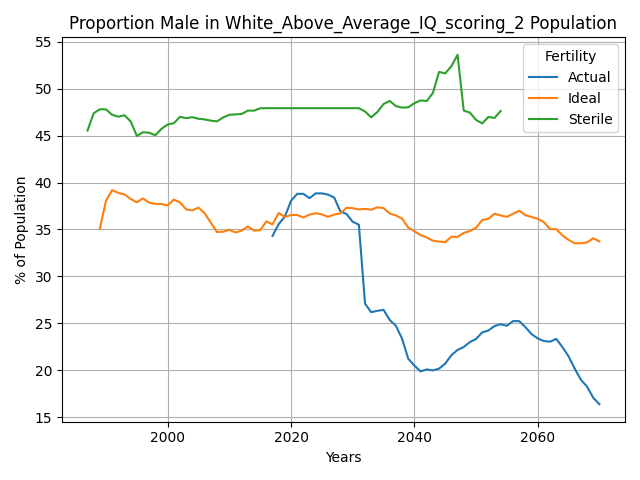 Proportion Male in White_Above_Average_IQ_scoring_2 Population
% of Population
55
50
45
40
35
30
25
20
15
Fertility
Actual
Ideal
Sterile
2000
2020
2040
2060
Years